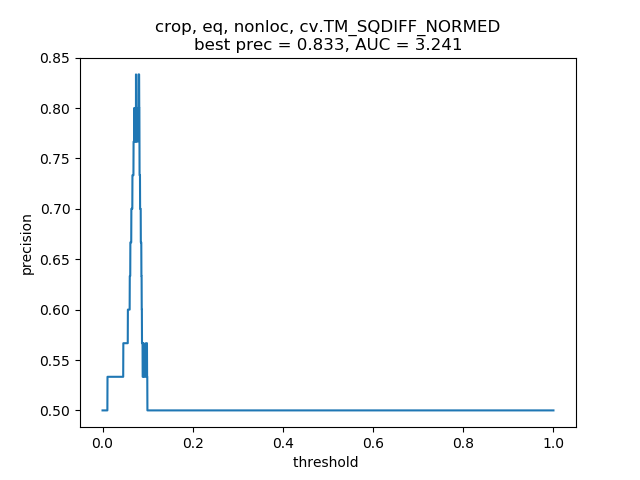 crop, eq, nonloc, cv.TM_SQDIFF_NORMED
best prec = 0.833, AUC = 3.241
0.85
0.80
0.75
0.70
0.65
0.60
0.55
0.50
precision
0.0 0.2 0.4 0.6 0.8 1.0
threshold